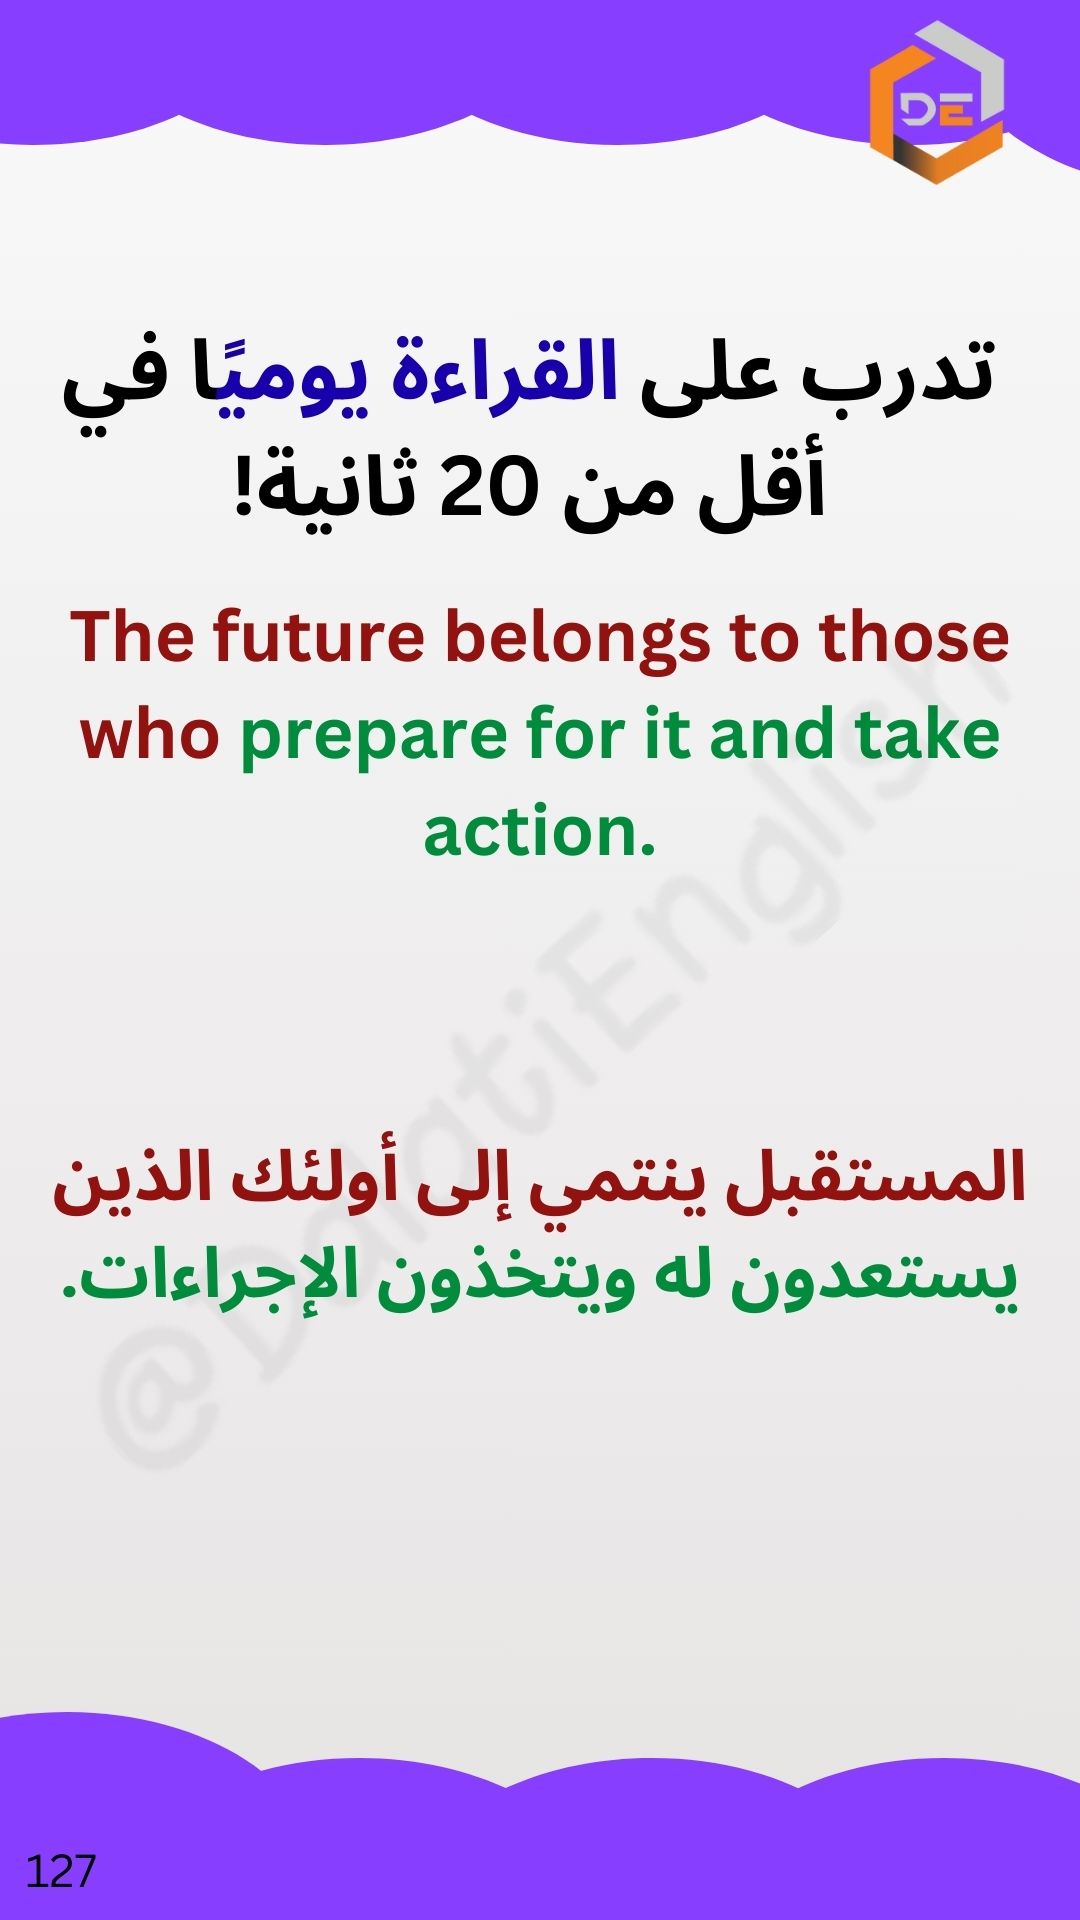 DE
تدرب على القراءة يوميًا في
أقل من 20 ثانية!
The future belongs to those
who prepare for it and take
action.
@DalatiEnglish
المستقبل ينتمي إلى أولئك الذين
يستعدون له ويتخذون الإجراءات.
127